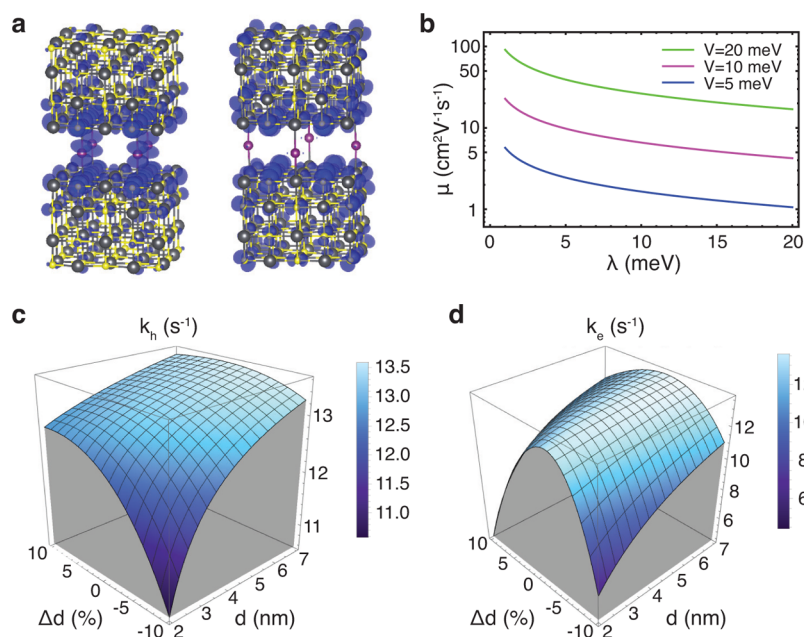 a
b
μ (cm²V⁻¹s⁻¹)
100
50
10
5
1
V=20 meV
V=10 meV
V=5 meV
1 5 10 15 20
λ (meV)
c
k_h (s⁻¹)
13.5
13.0
12.5
12.0
11.5
11.0
13
12
11
10
5
0
-5
-10
Δd (%)
2 3 4 5 6 7
d (nm)
d
k_e (s⁻¹)
12
10
8
6
10
5
0
-5
-10
Δd (%)
2 3 4 5 6 7
d (nm)